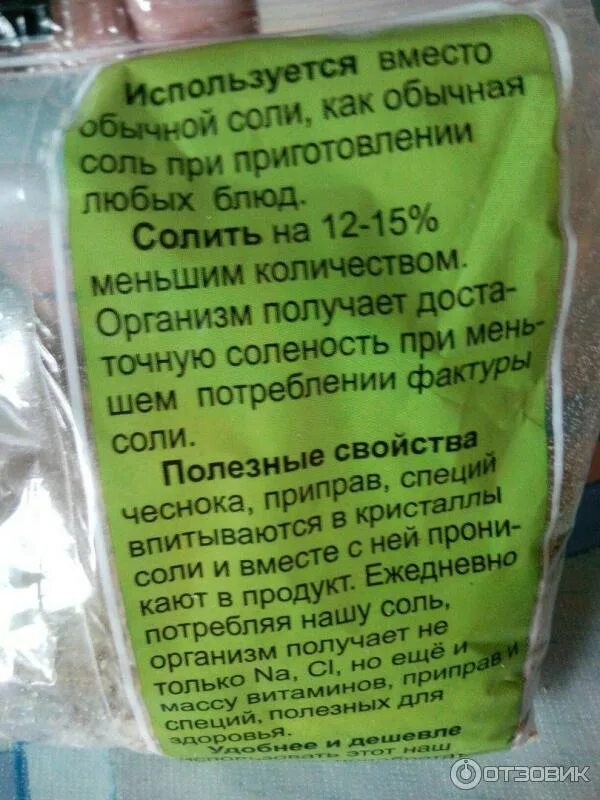 Используется вместо
обычной соли, как обычная
соль при приготовлении
любых блюд.
Солить на 12-15%
меньшим количеством.
Организм получает доста-
точную соленость при мень-
шем потреблении фактуры
соли.
Полезные свойства
чеснока, приправ, специй
впитываются в кристаллы
соли и вместе с ней прони-
кают в продукт. Ежедневно
потребляя нашу соль,
организм получает не
только Na, Cl, но ещё и
массу витаминов, приправ и
специй, полезных для
здоровья.
Удобнее и дешевле
использовать этот наш
ОТЗОВИК